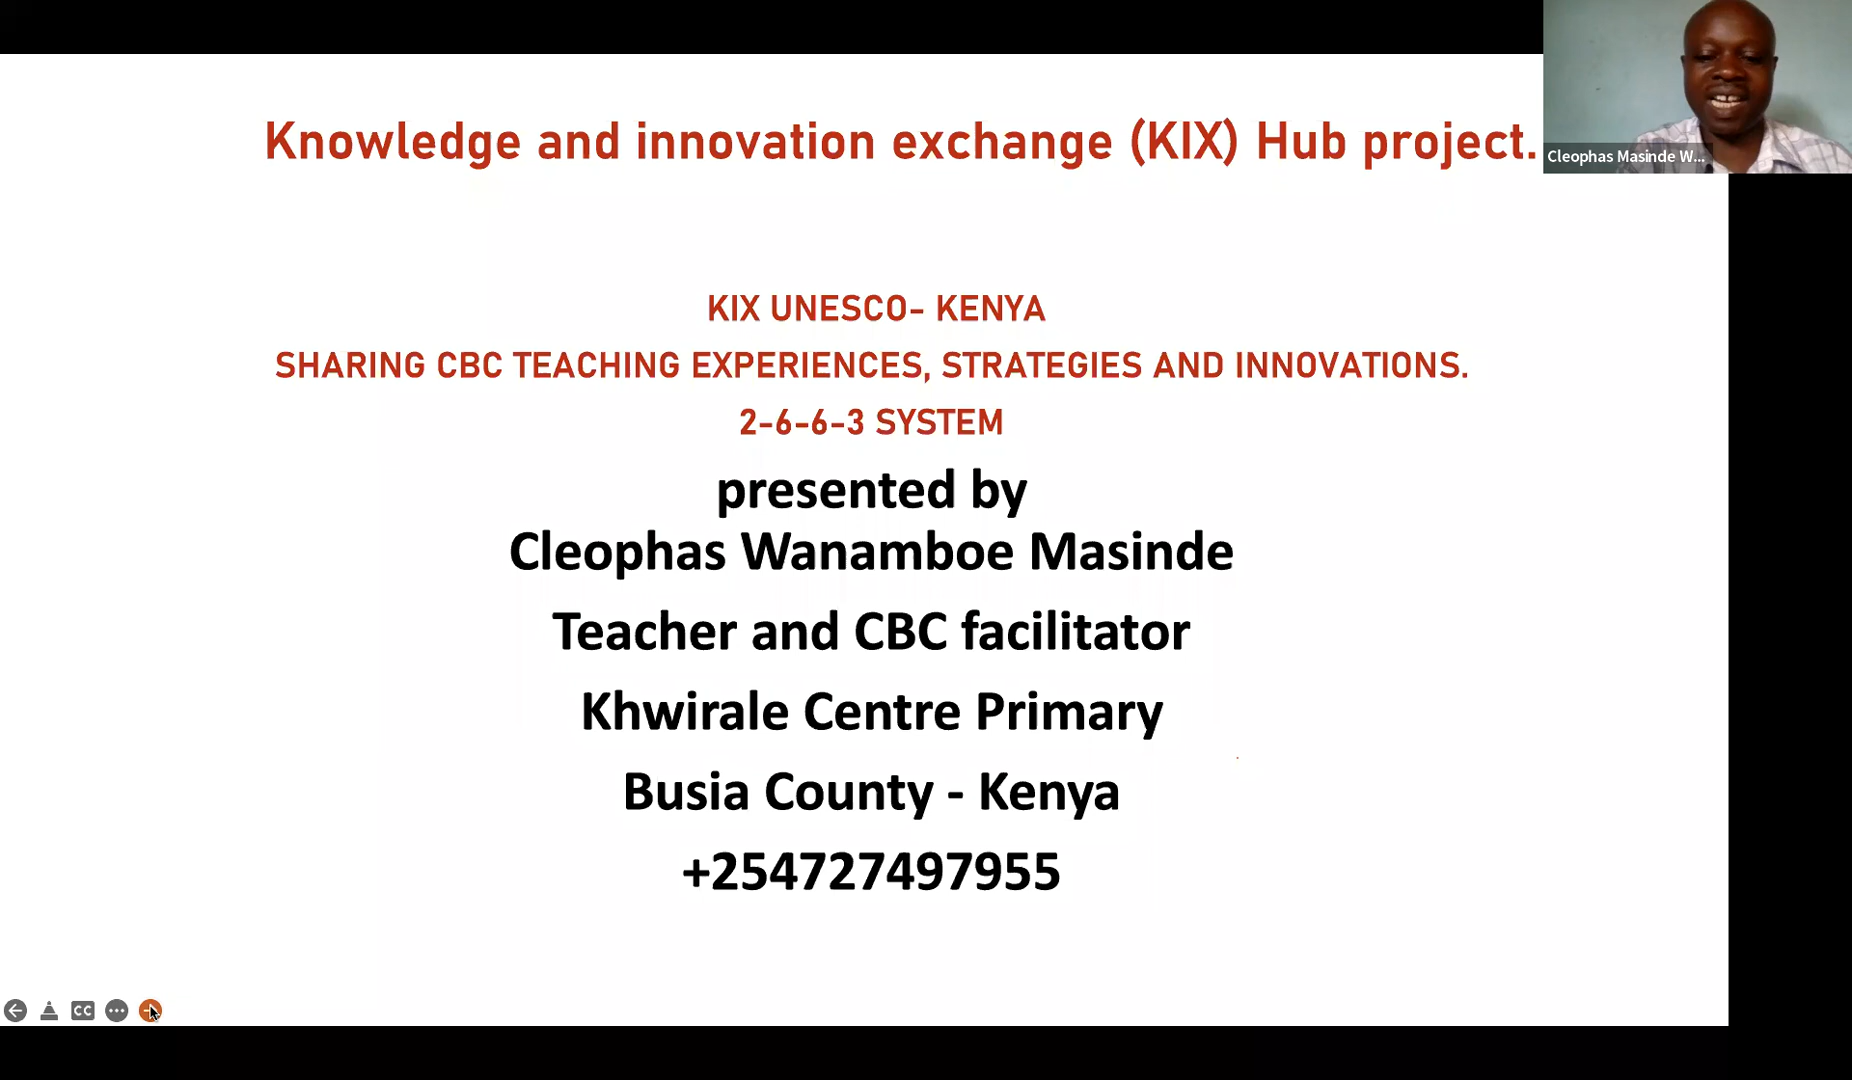 Knowledge and innovation exchange (KIX) Hub project.
Cleophas Masinde W...
KIX UNESCO- KENYA
SHARING CBC TEACHING EXPERIENCES, STRATEGIES AND INNOVATIONS.
2-6-6-3 SYSTEM
presented by
Cleophas Wanamboe Masinde
Teacher and CBC facilitator
Khwirale Centre Primary
Busia County - Kenya
+254727497955
CC